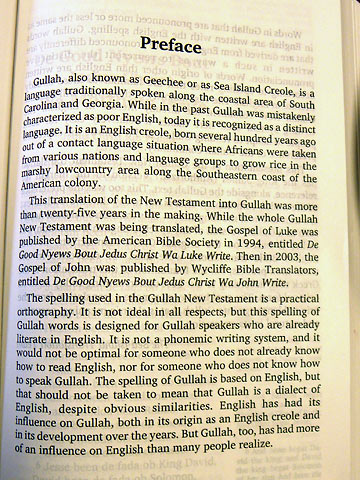 Preface
Gullah, also known as Geechee or as Sea Island Creole, is a
language traditionally spoken along the coastal area of South
Carolina and Georgia. While in the past Gullah was mistakenly
characterized as poor English, today it is recognized as a distinct
language. It is an English creole, born several hundred years ago
out of a contact language situation where Africans were taken
from various nations and language groups to grow rice in the
marshy lowcountry area along the Southeastern coast of the
American colony.
This translation of the New Testament into Gullah was more
than twenty-five years in the making. While the whole Gullah
New Testament was being translated, the Gospel of Luke was
published by the American Bible Society in 1994, entitled De
Good Nyews Bout Jedus Christ Wa Luke Write. Then in 2003, the
Gospel of John was published by Wycliffe Bible Translators,
entitled De Good Nyews Bout Jedus Christ Wa John Write.
The spelling used in the Gullah New Testament is a practical
orthography. It is not ideal in all respects, but this spelling of
Gullah words is designed for Gullah speakers who are already
literate in English. It is not a phonemic writing system, and it
would not be optimal for someone who does not already know
how to read English, nor for someone who does not know how
to speak Gullah. The spelling of Gullah is based on English, but
that should not be taken to mean that Gullah is a dialect of
English, despite obvious similarities. English has had its
influence on Gullah, both in its origin as an English creole and
in its development over the years. But Gullah, too, has had more
of an influence on English than many people realize.